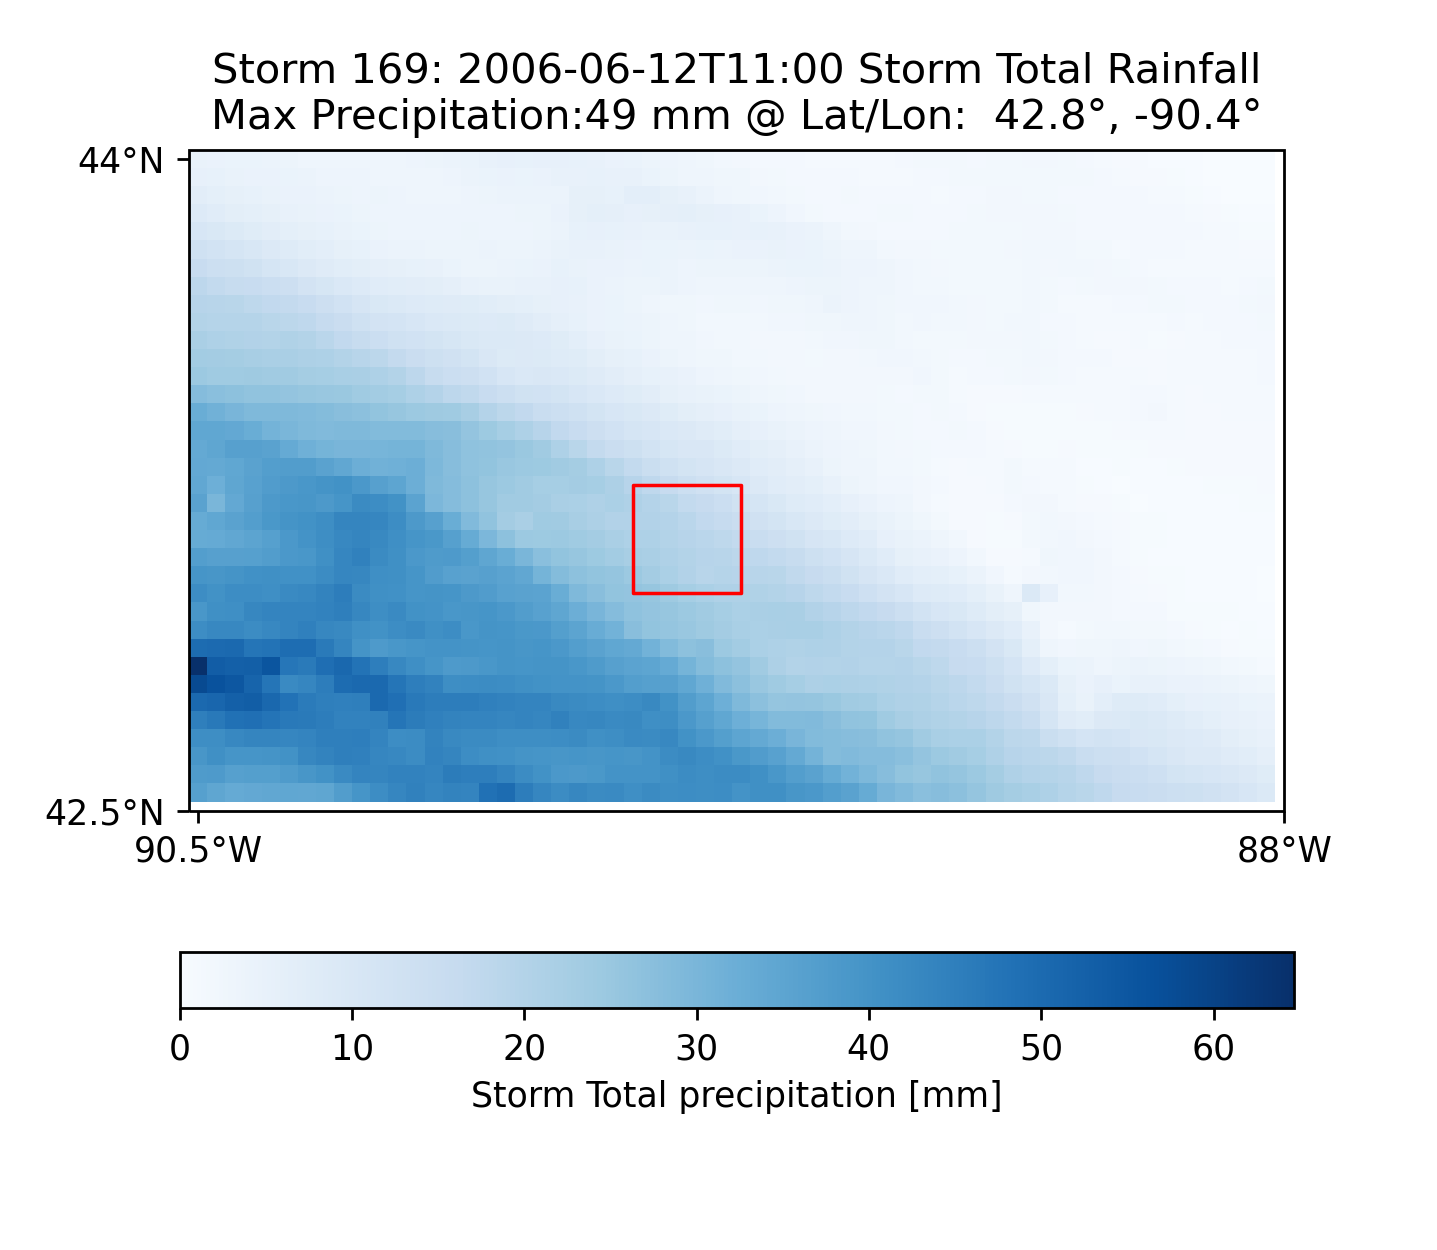 Storm 169: 2006-06-12T11:00 Storm Total Rainfall
Max Precipitation:49 mm @ Lat/Lon:  42.8°, -90.4°
44°N
42.5°N
90.5°W 88°W
0 10 20 30 40 50 60
Storm Total precipitation [mm]